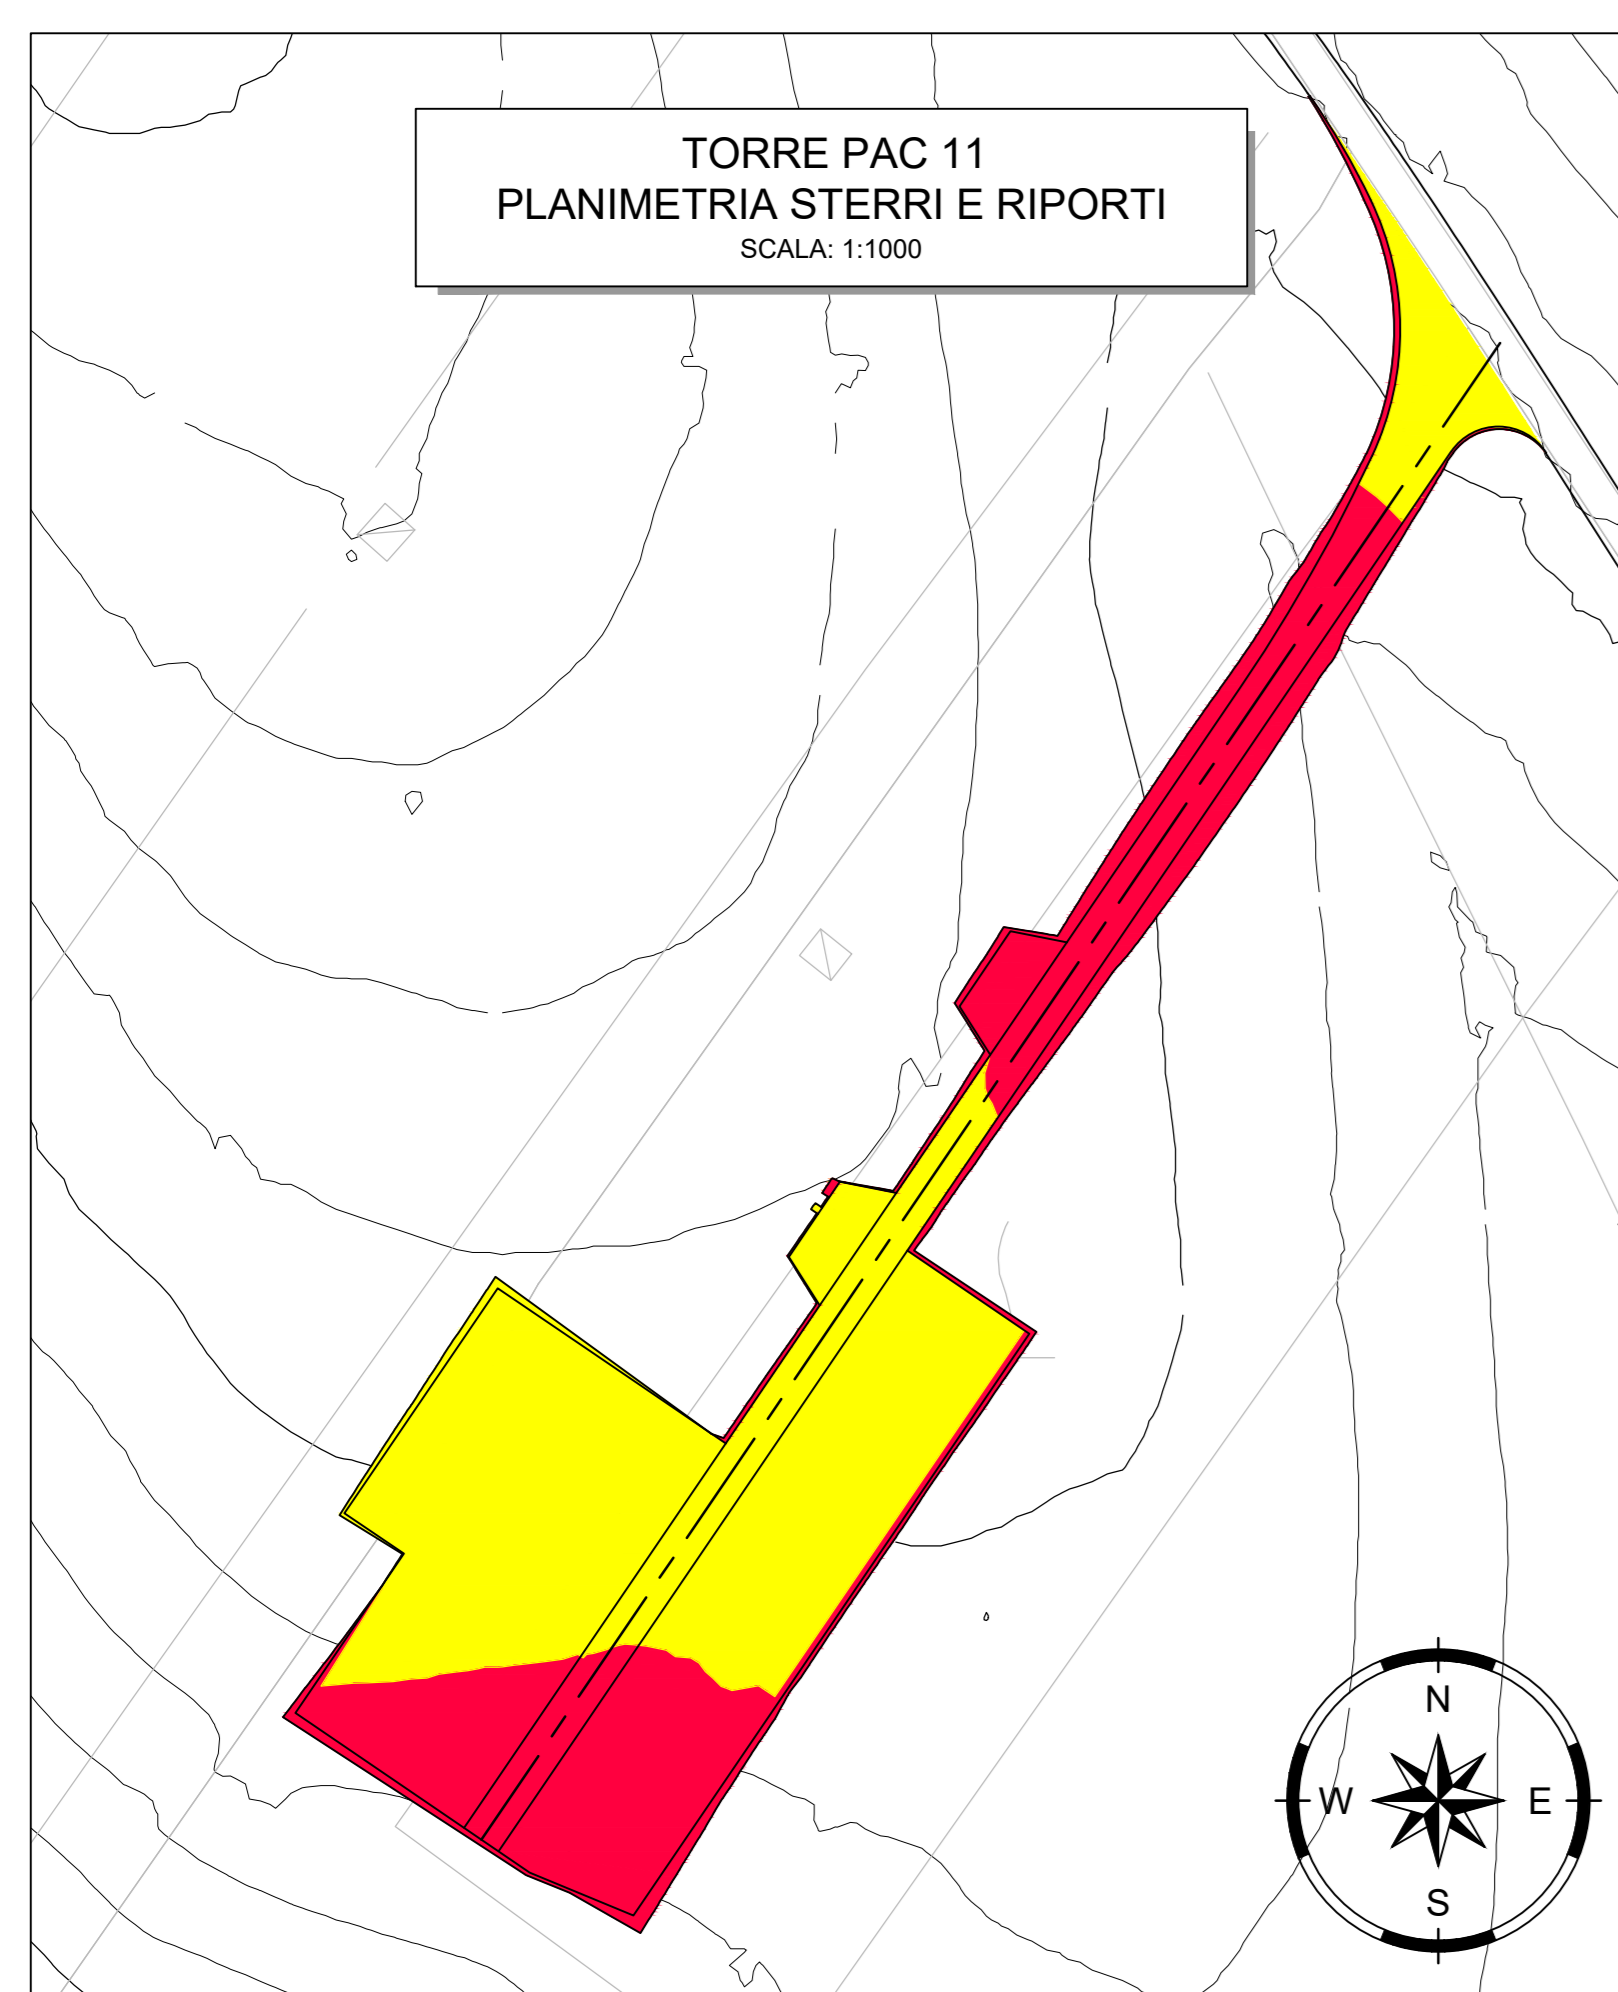 TORRE PAC 11
PLANIMETRIA STERRI E RIPORTI
SCALA: 1:1000
N
W E
S